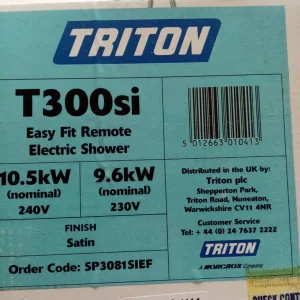 TRITON
T300si
Easy Fit Remote
Electric Shower
5 012663 010413
10.5kW 9.6kW
(nominal) (nominal)
240V 230V
Distributed in the UK by:
Triton plc
Shepperton Park,
Triton Road, Nuneaton,
Warwickshire CV11 4NR
FINISH
Satin
Customer Service
Tel: + 44 (0) 24 7637 2222
Order Code: SP3081SIEF
TRITON
A NORCROS Company